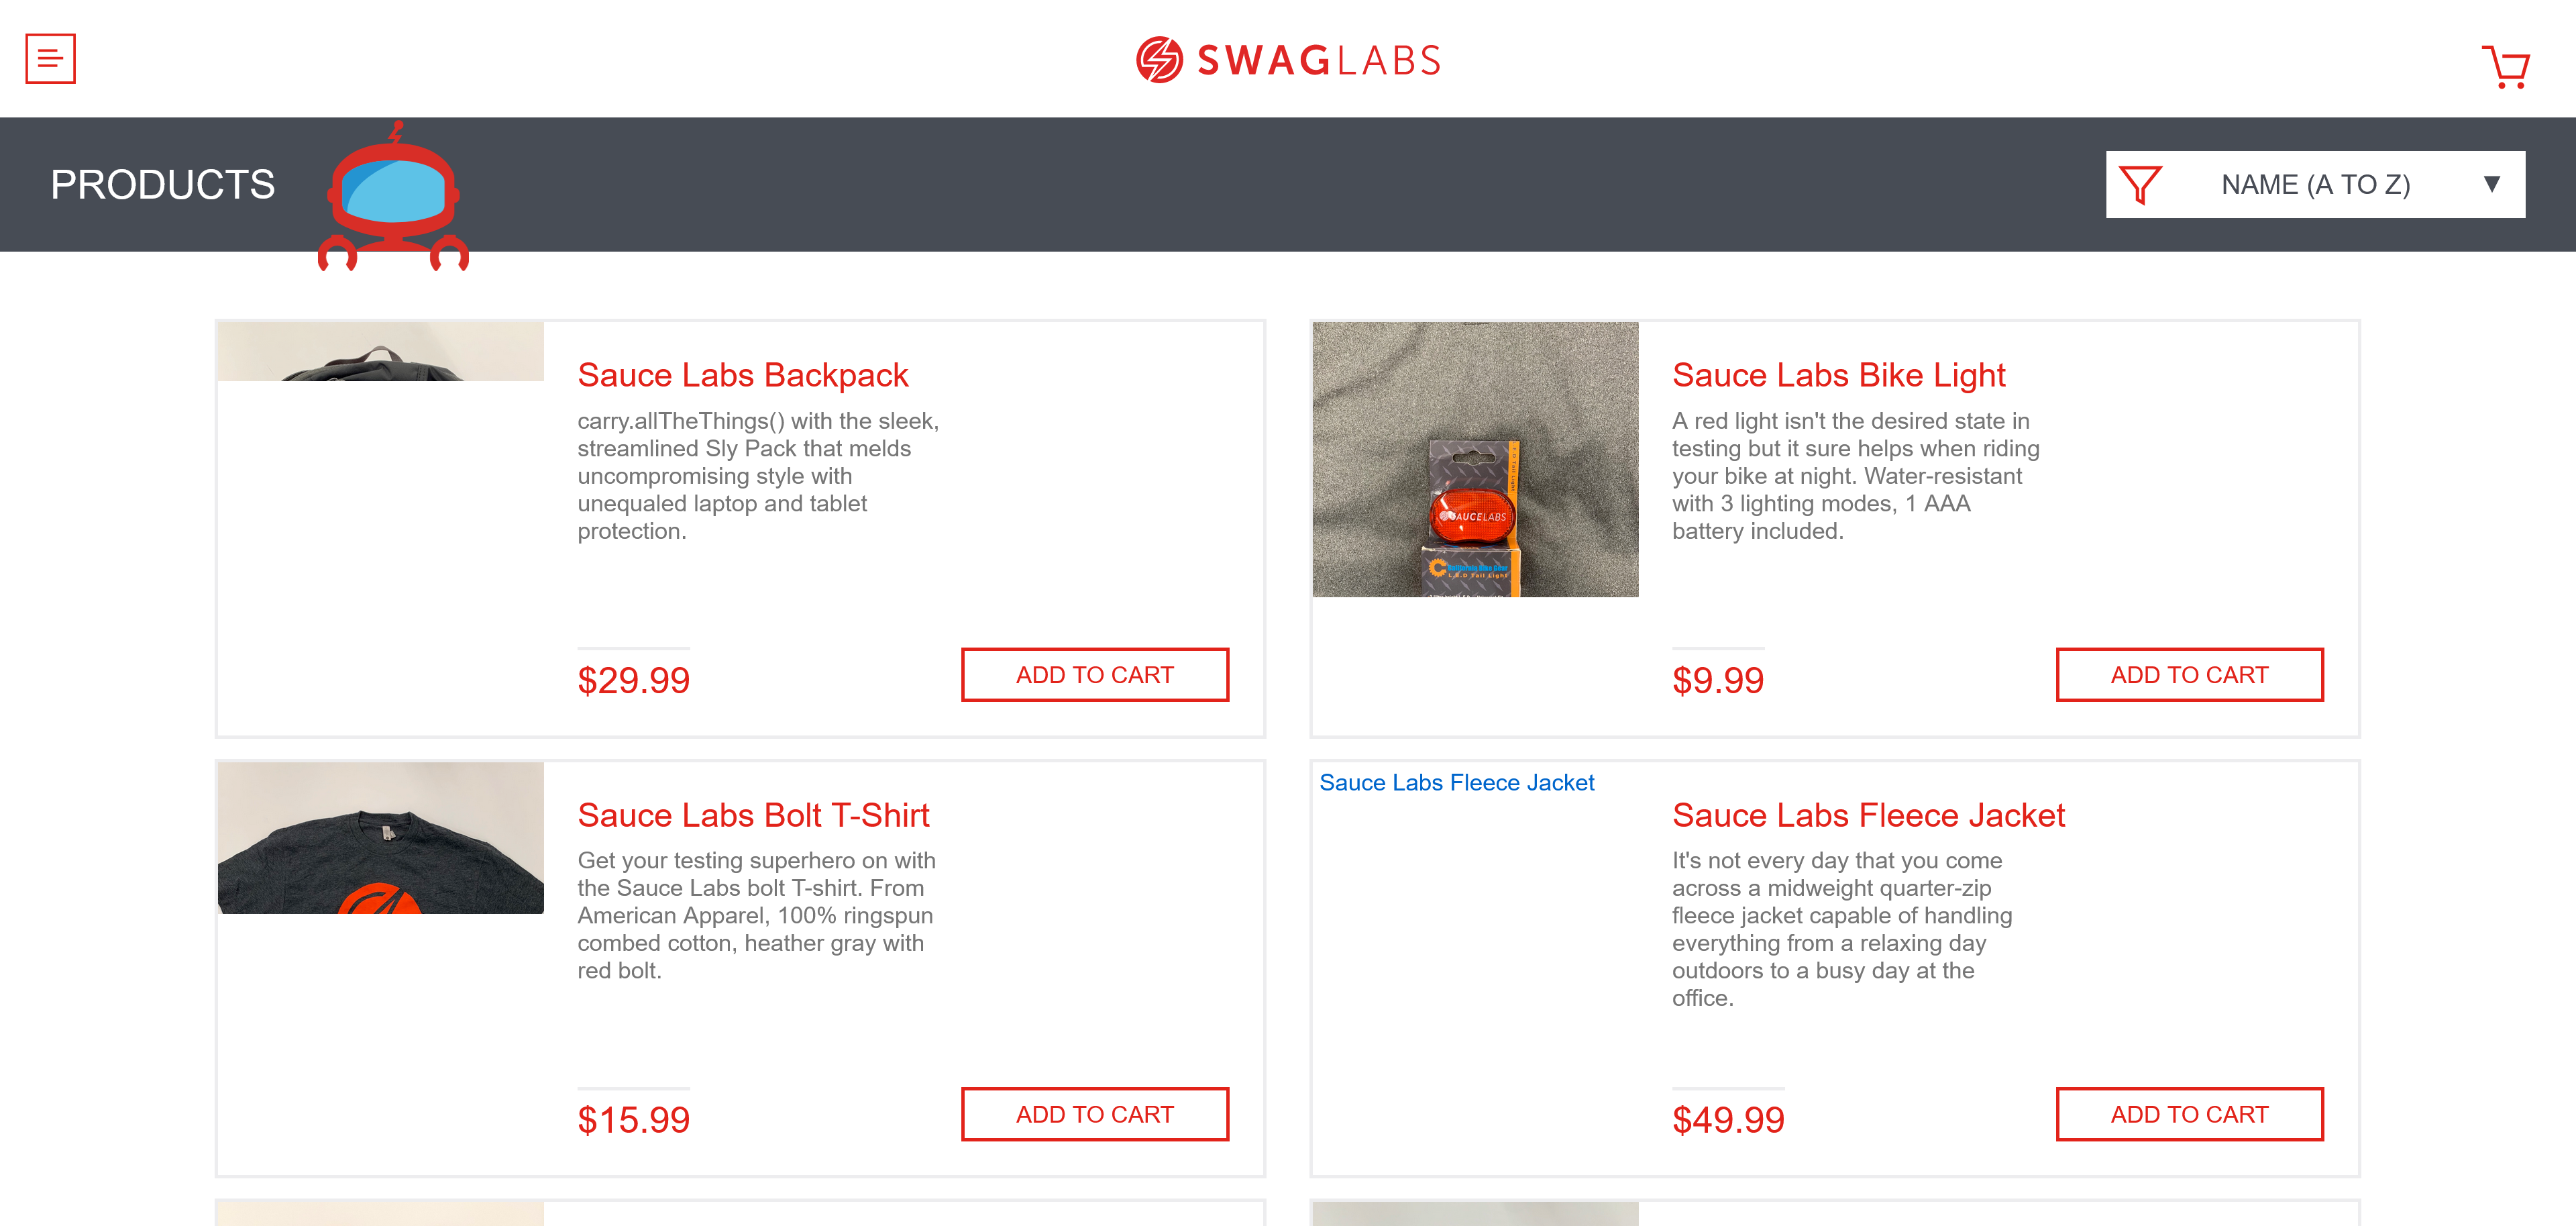 SWAGLABS
PRODUCTS
NAME (A TO Z)
Sauce Labs Backpack
carry.allTheThings() with the sleek,
streamlined Sly Pack that melds
uncompromising style with
unequaled laptop and tablet
protection.
$29.99
ADD TO CART
SAUCELABS
L.E.D Tail Light
Sauce Labs Bike Light
A red light isn't the desired state in
testing but it sure helps when riding
your bike at night. Water-resistant
with 3 lighting modes, 1 AAA
battery included.
$9.99
ADD TO CART
Sauce Labs Bolt T-Shirt
Get your testing superhero on with
the Sauce Labs bolt T-shirt. From
American Apparel, 100% ringspun
combed cotton, heather gray with
red bolt.
$15.99
ADD TO CART
Sauce Labs Fleece Jacket
Sauce Labs Fleece Jacket
It's not every day that you come
across a midweight quarter-zip
fleece jacket capable of handling
everything from a relaxing day
outdoors to a busy day at the
office.
$49.99
ADD TO CART